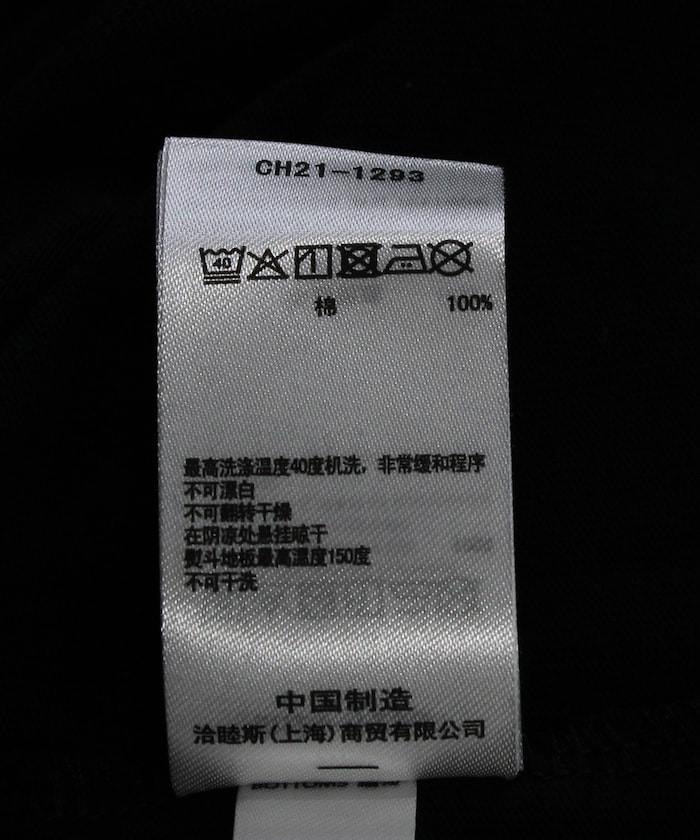 CH21-1293
40
棉 100%
最高洗涤温度40度机洗，非常缓和程序
不可漂白
不可翻转干燥
在阴凉处悬挂晾干
熨斗地板最高温度150度
不可干洗
中国制造
洽睦斯(上海)商贸有限公司